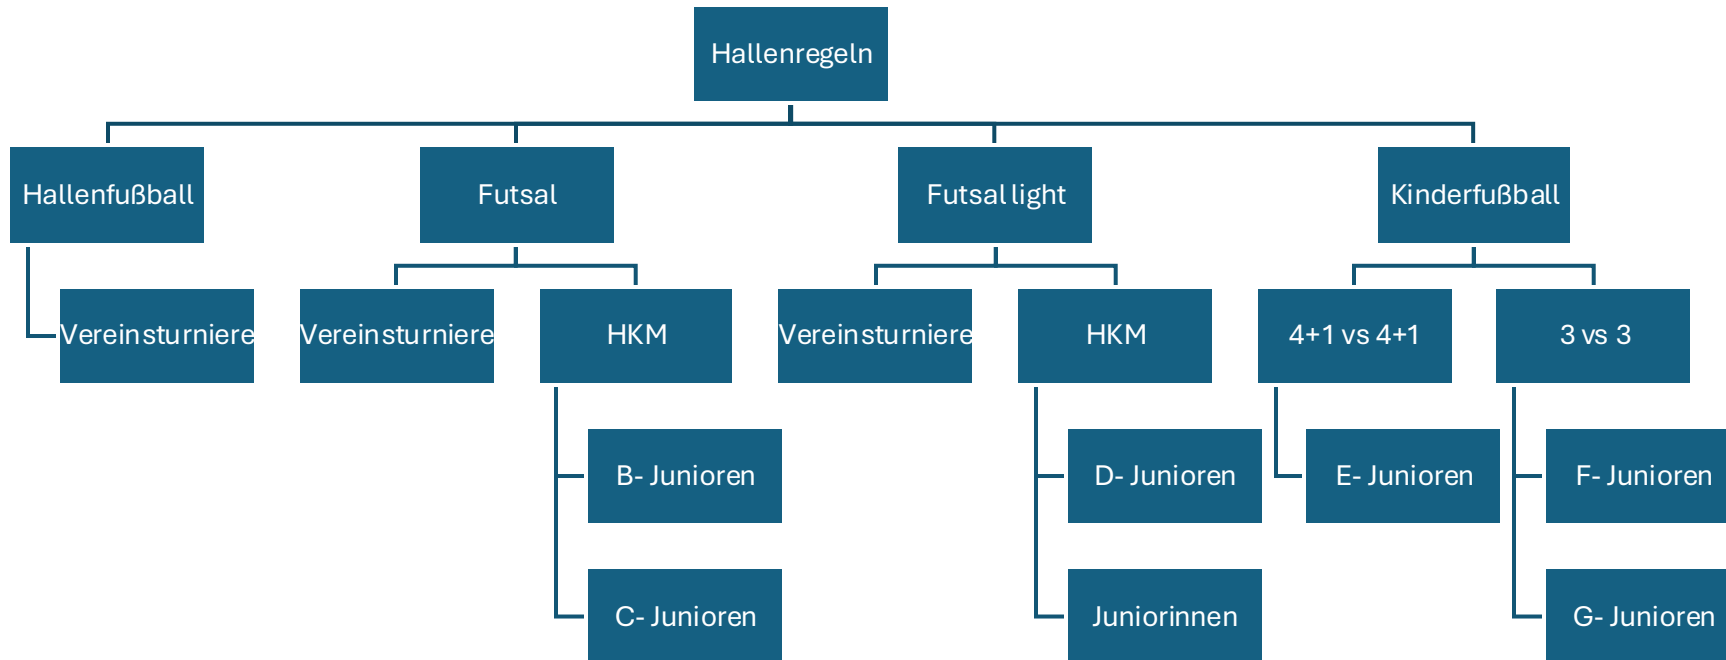 Hallenregeln
Hallenfußball
Futsal
Futsal light
Kinderfußball
Vereinsturniere
Vereinsturniere
HKM
Vereinsturniere
HKM
4+1 vs 4+1
3 vs 3
B- Junioren
D- Junioren
E- Junioren
F- Junioren
C- Junioren
Juniorinnen
G- Junioren